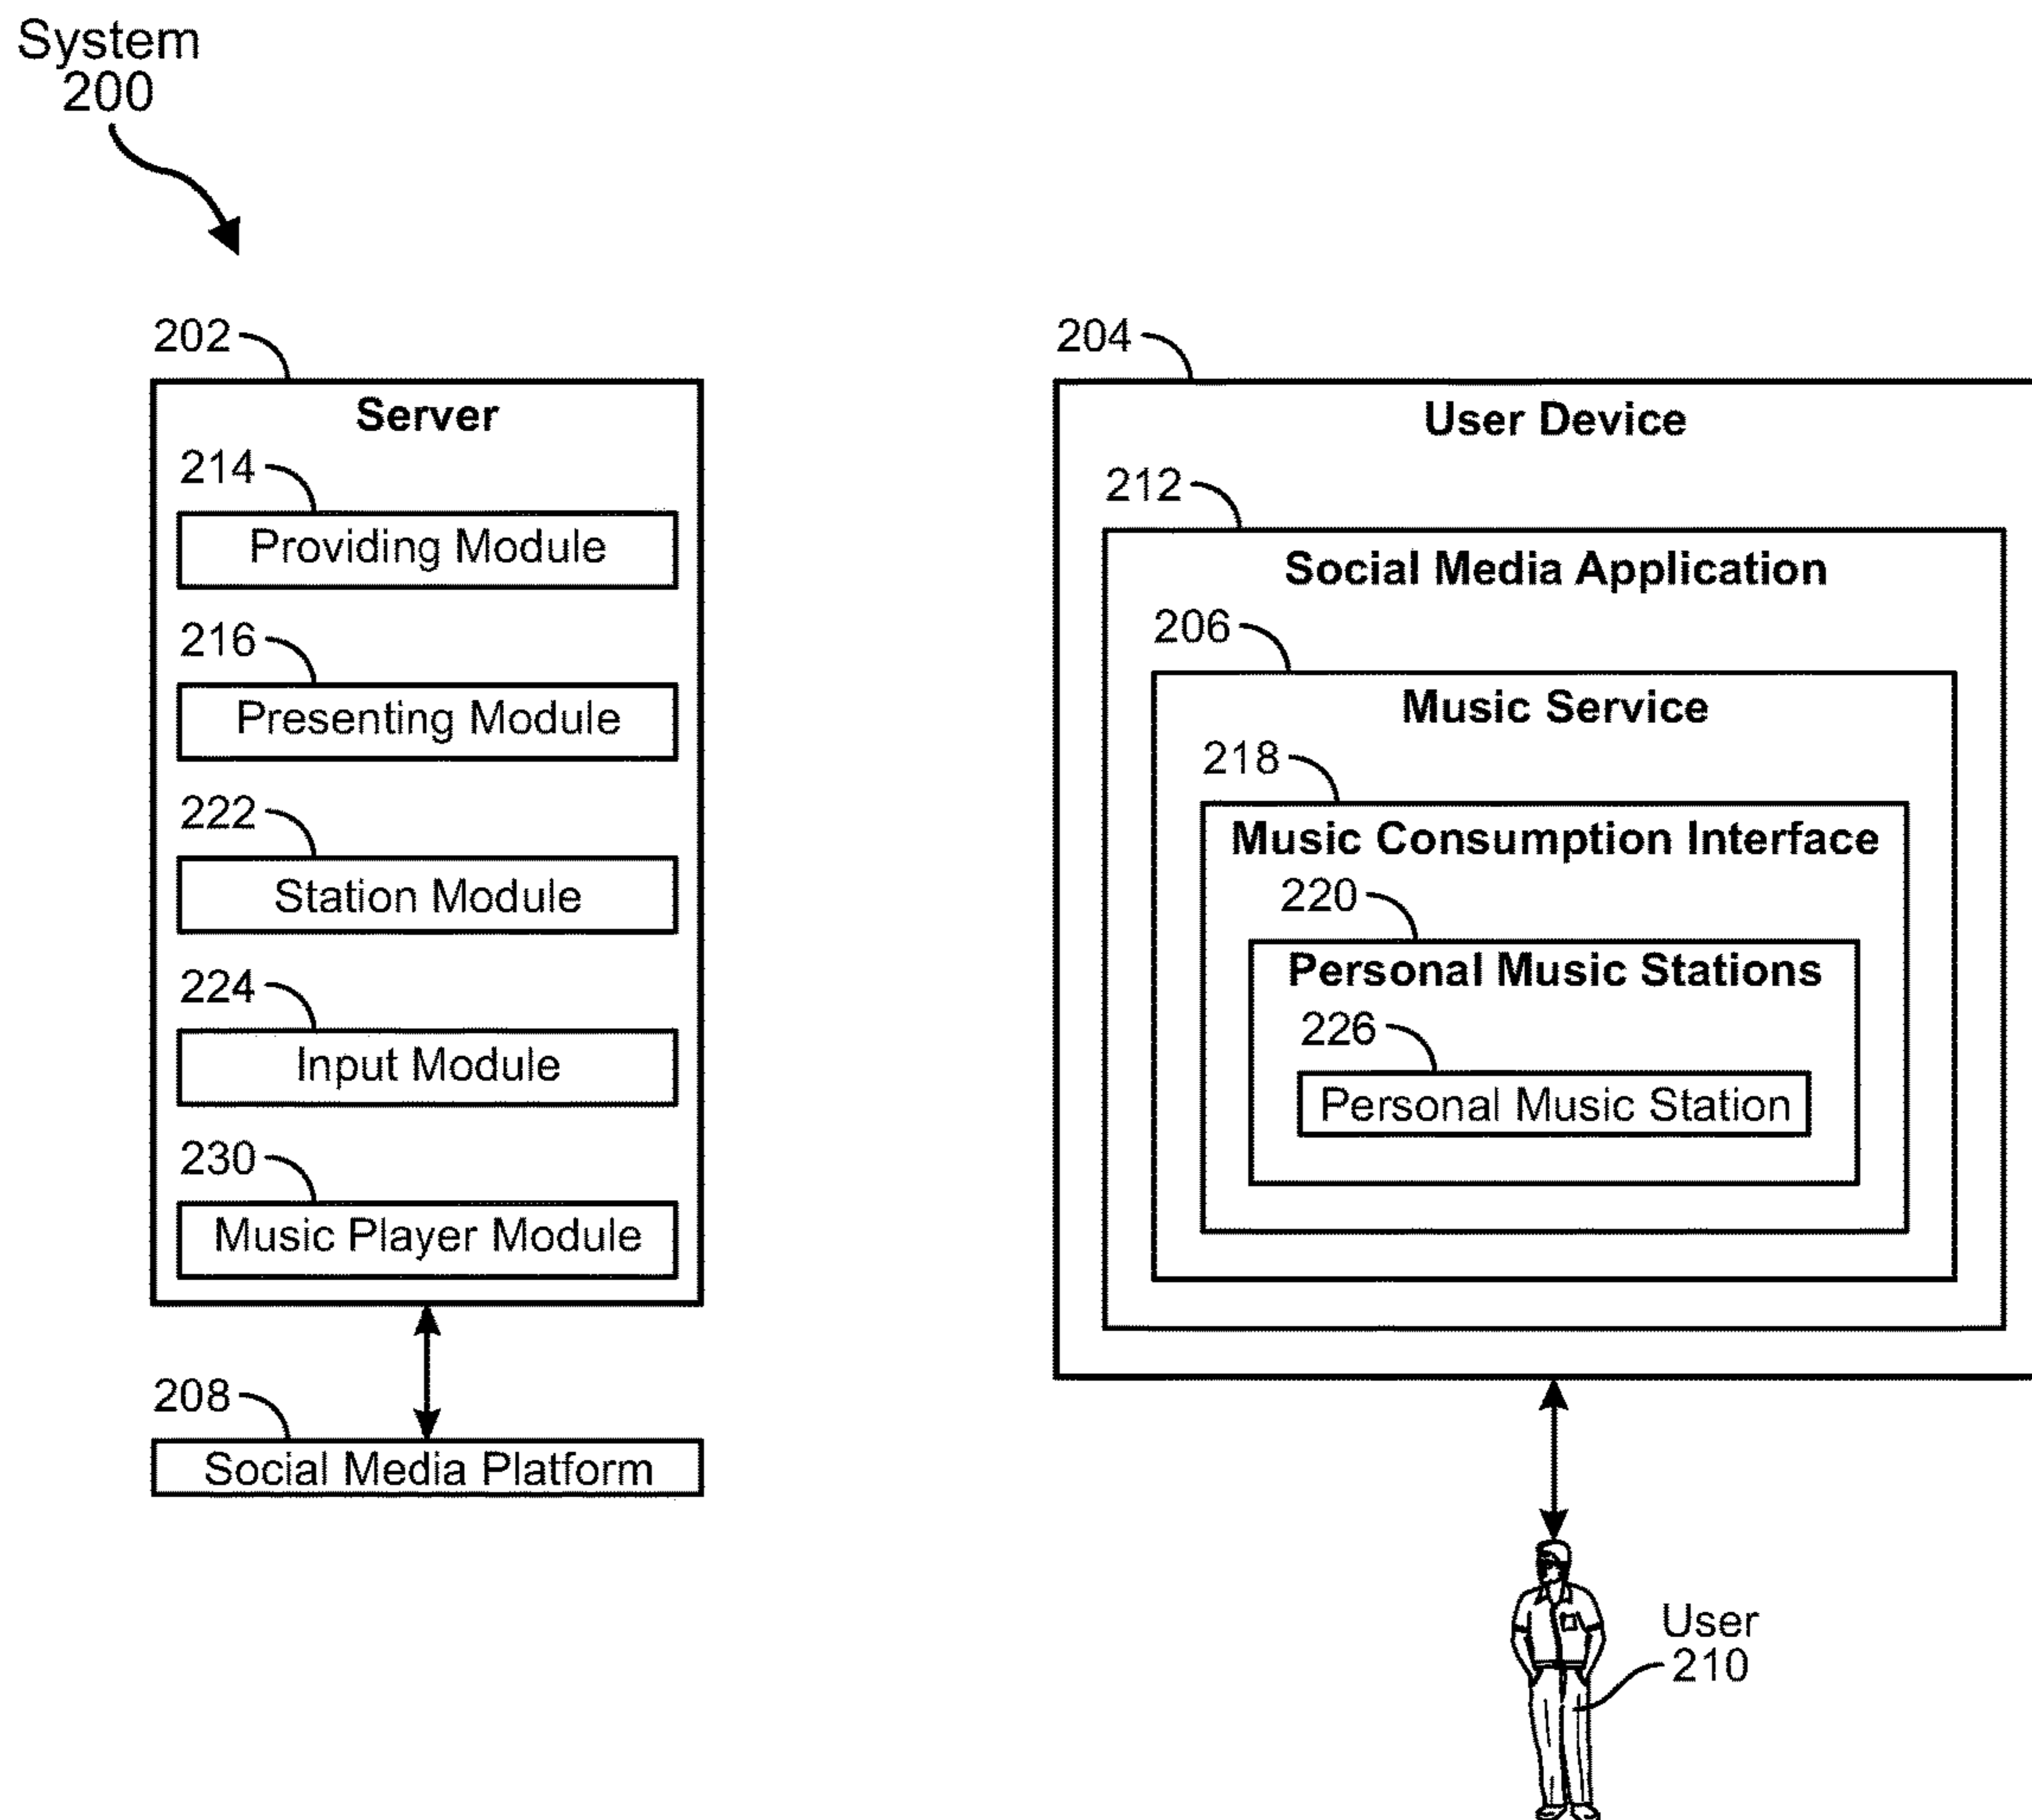 System
200
202
Server
214
Providing Module
216
Presenting Module
222
Station Module
224
Input Module
230
Music Player Module
208
Social Media Platform
204
User Device
212
Social Media Application
206
Music Service
218
Music Consumption Interface
220
Personal Music Stations
226
Personal Music Station
User
210